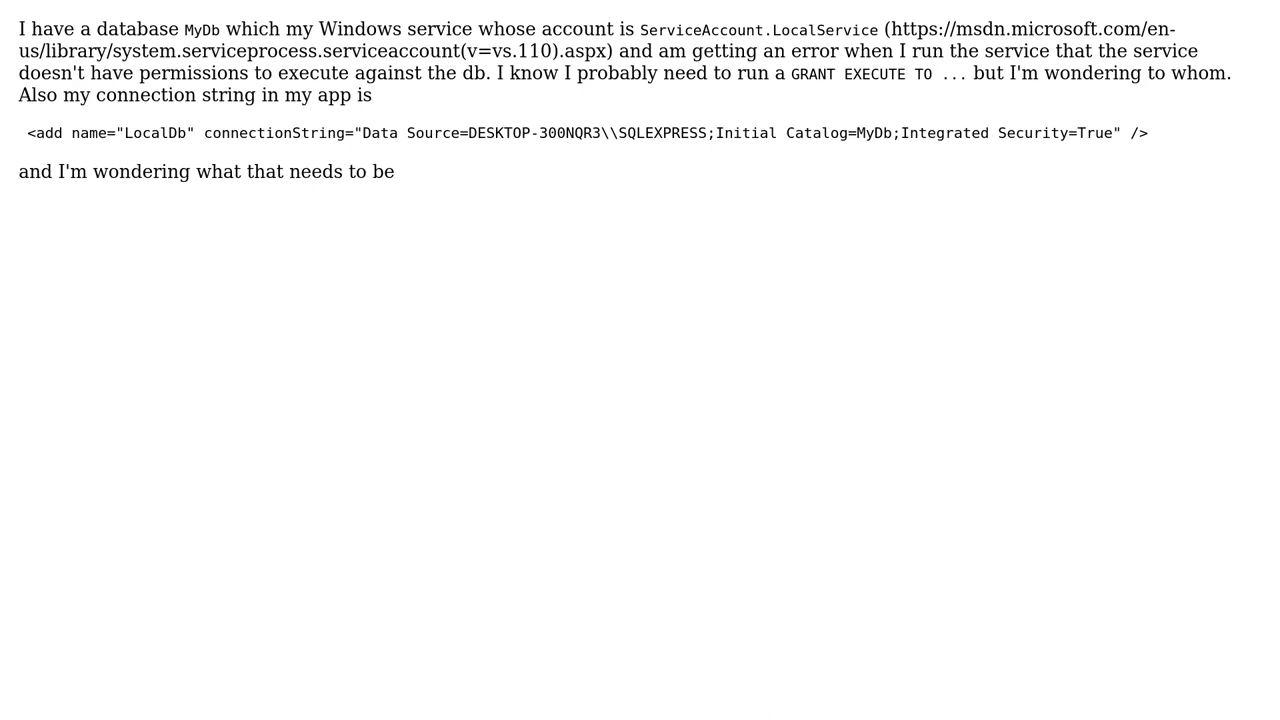 I have a database MyDb which my Windows service whose account is ServiceAccount.LocalService (https://msdn.microsoft.com/en-
us/library/system.serviceprocess.serviceaccount(v=vs.110).aspx) and am getting an error when I run the service that the service
doesn't have permissions to execute against the db. I know I probably need to run a GRANT EXECUTE TO ... but I'm wondering to whom.
Also my connection string in my app is
<add name="LocalDb" connectionString="Data Source=DESKTOP-300NQR3\\SQLEXPRESS;Initial Catalog=MyDb;Integrated Security=True" />
and I'm wondering what that needs to be